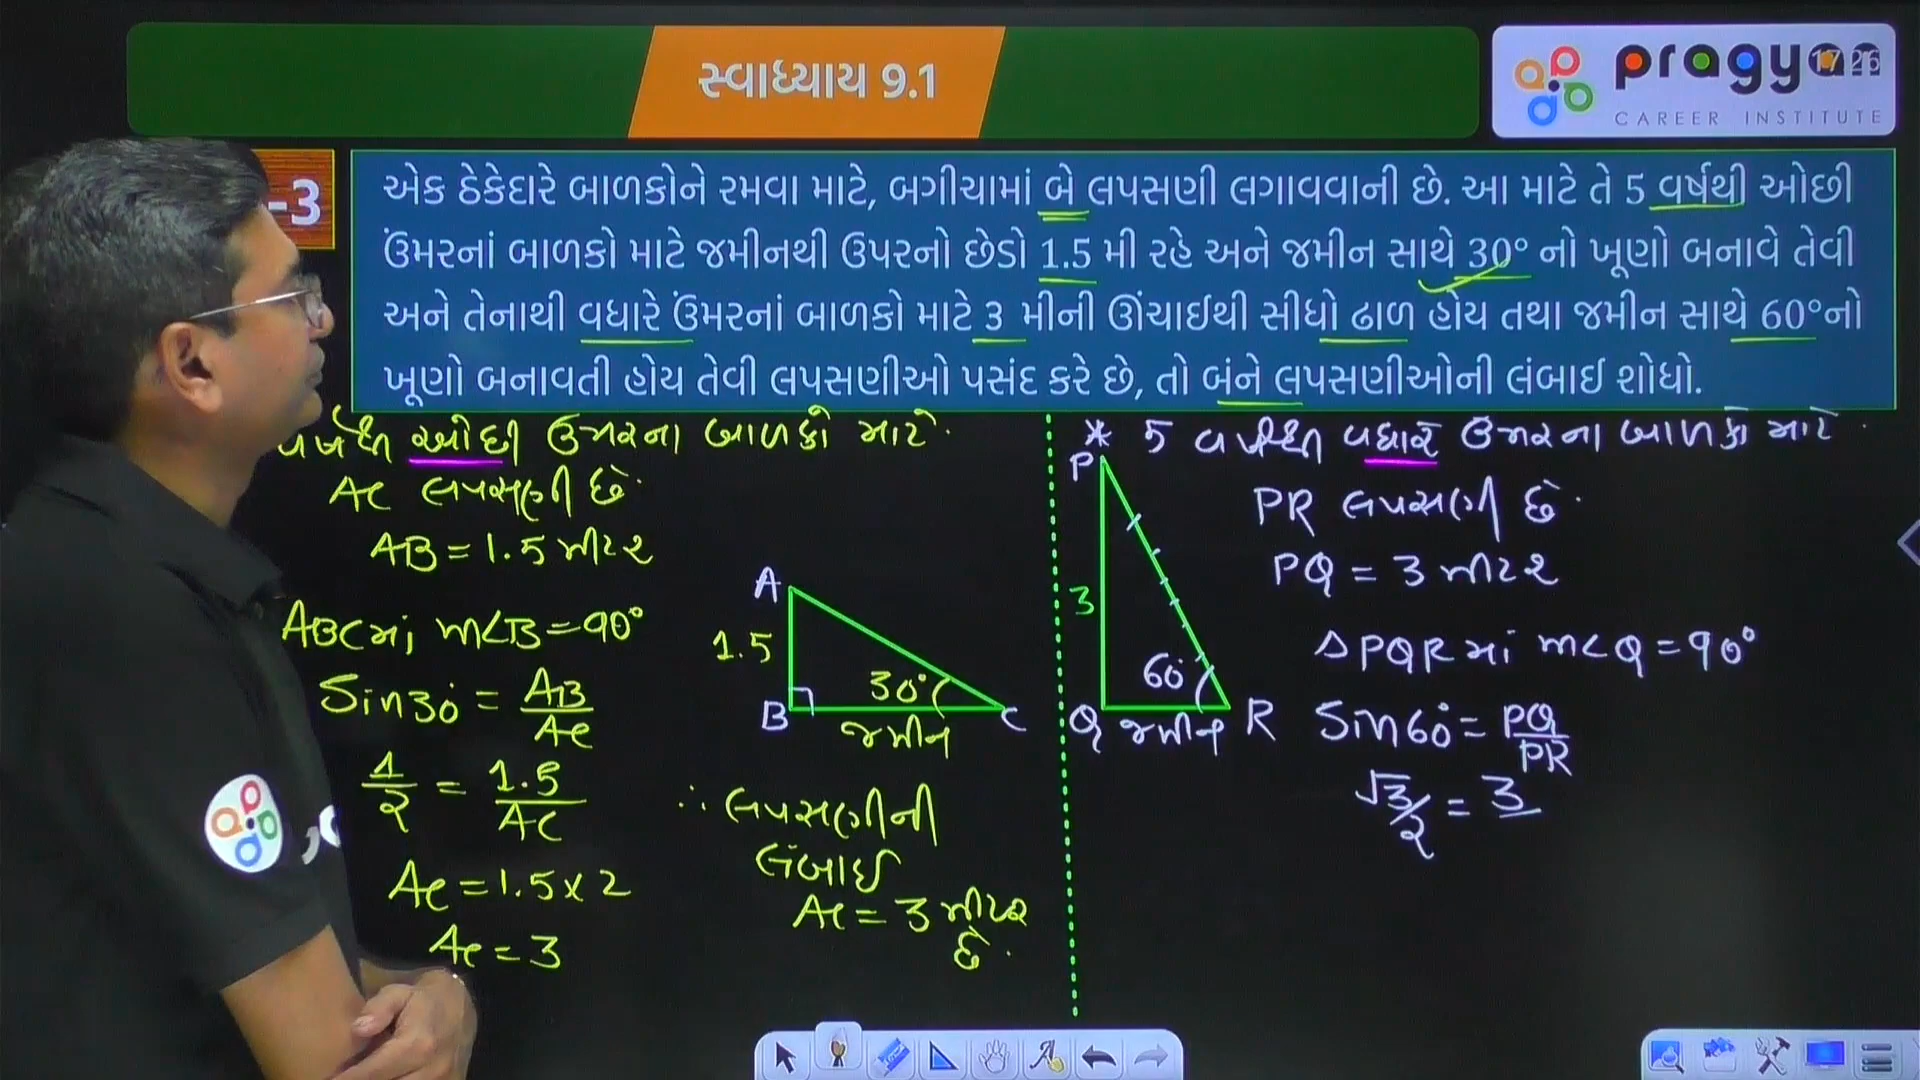 સ્વાધ્યાય 9.1
pragyan
17:26
CAREER INSTITUTE
-3
એક ઠેકેદારે બાળકોને રમવા માટે, બગીચામાં બે લપસણી લગાવવાની છે. આ માટે તે 5 વર્ષથી ઓછી
ઉંમરનાં બાળકો માટે જમીનથી ઉપરનો છેડો 1.5 મી રહે અને જમીન સાથે 30° નો ખૂણો બનાવે તેવી
અને તેનાથી વધારે ઉંમરનાં બાળકો માટે 3 મીની ઊંચાઈથી સીધો ઢાળ હોય તથા જમીન સાથે 60°નો
ખૂણો બનાવતી હોય તેવી લપસણીઓ પસંદ કરે છે, તો બંને લપસણીઓની લંબાઈ શોધો.
વર્ષથી ઓછી ઉંમરના બાળકો માટે.
AC લપસણી છે.
AB = 1.5 મીટર
ABC માં, m∠B = 90°
Sin30° = AB/AC
1/2 = 1.5/AC
AC = 1.5 x 2
AC = 3
A
1.5
30°
B
જમીન
C
∴ લપસણીની
લંબાઈ
AC = 3 મીટર
છે.
* 5 વર્ષથી વધારે ઉંમરના બાળકો માટે.
P
3
60°
Q જમીન R
PR લપસણી છે.
PQ = 3 મીટર
△PQR માં m∠Q = 90°
Sin60° = PQ/PR
√3/2 = 3